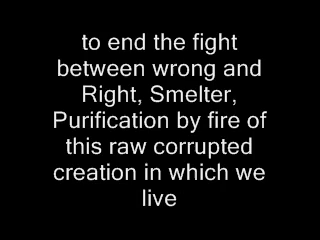 to end the fight
between wrong and
Right, Smelter,
Purification by fire of
this raw corrupted
creation in which we
live